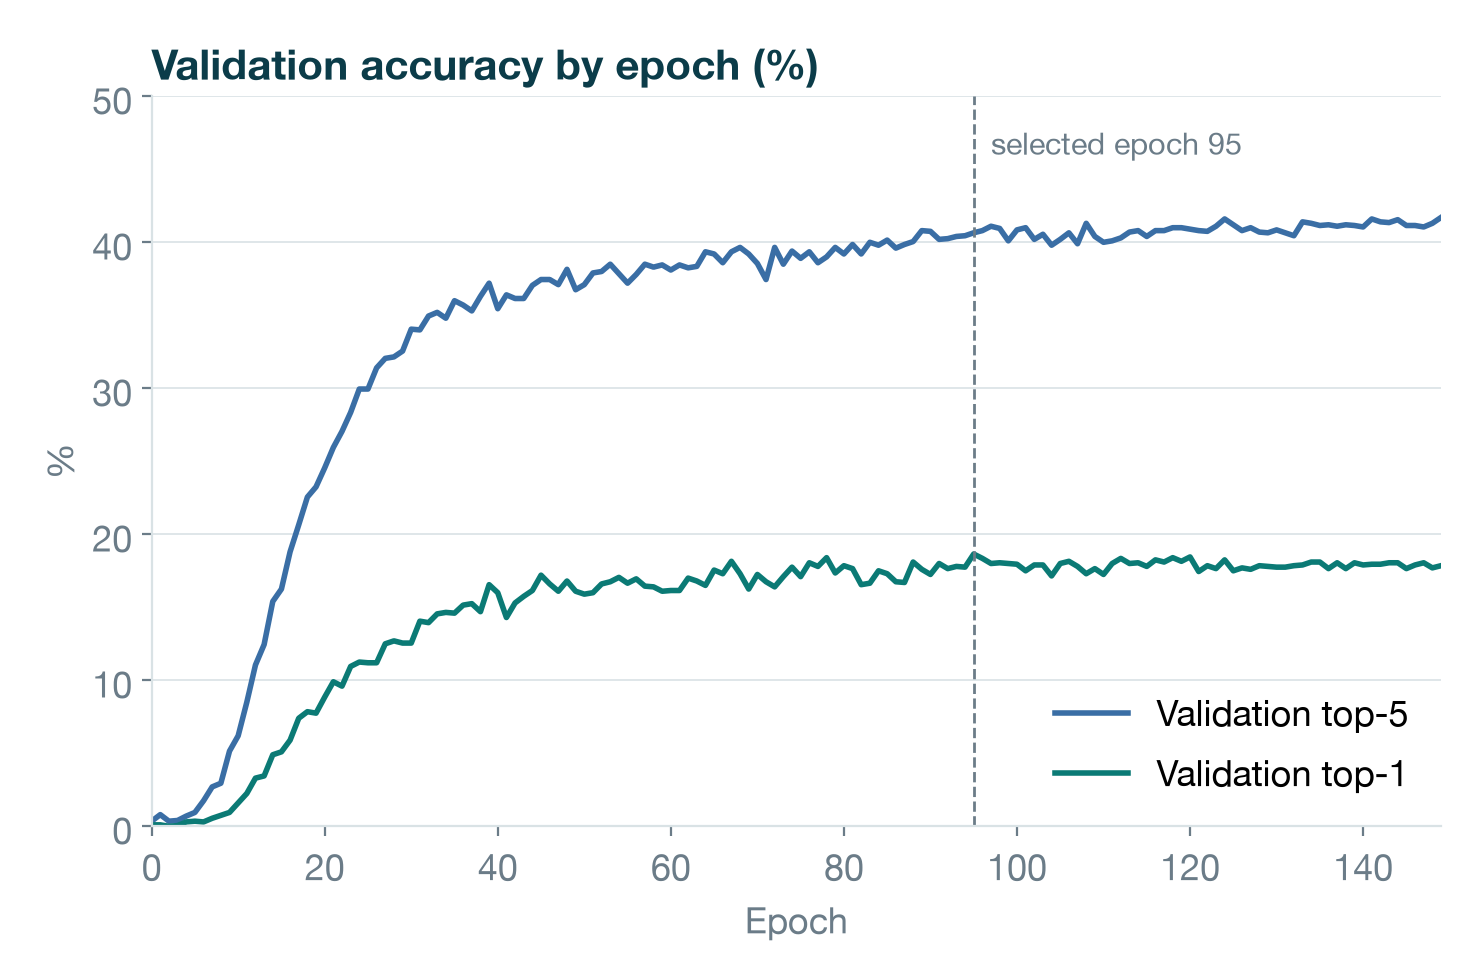 Validation accuracy by epoch (%)
50
selected epoch 95
40
30
%
20
10
Validation top-5
Validation top-1
0
0 20 40 60 80 100 120 140
Epoch